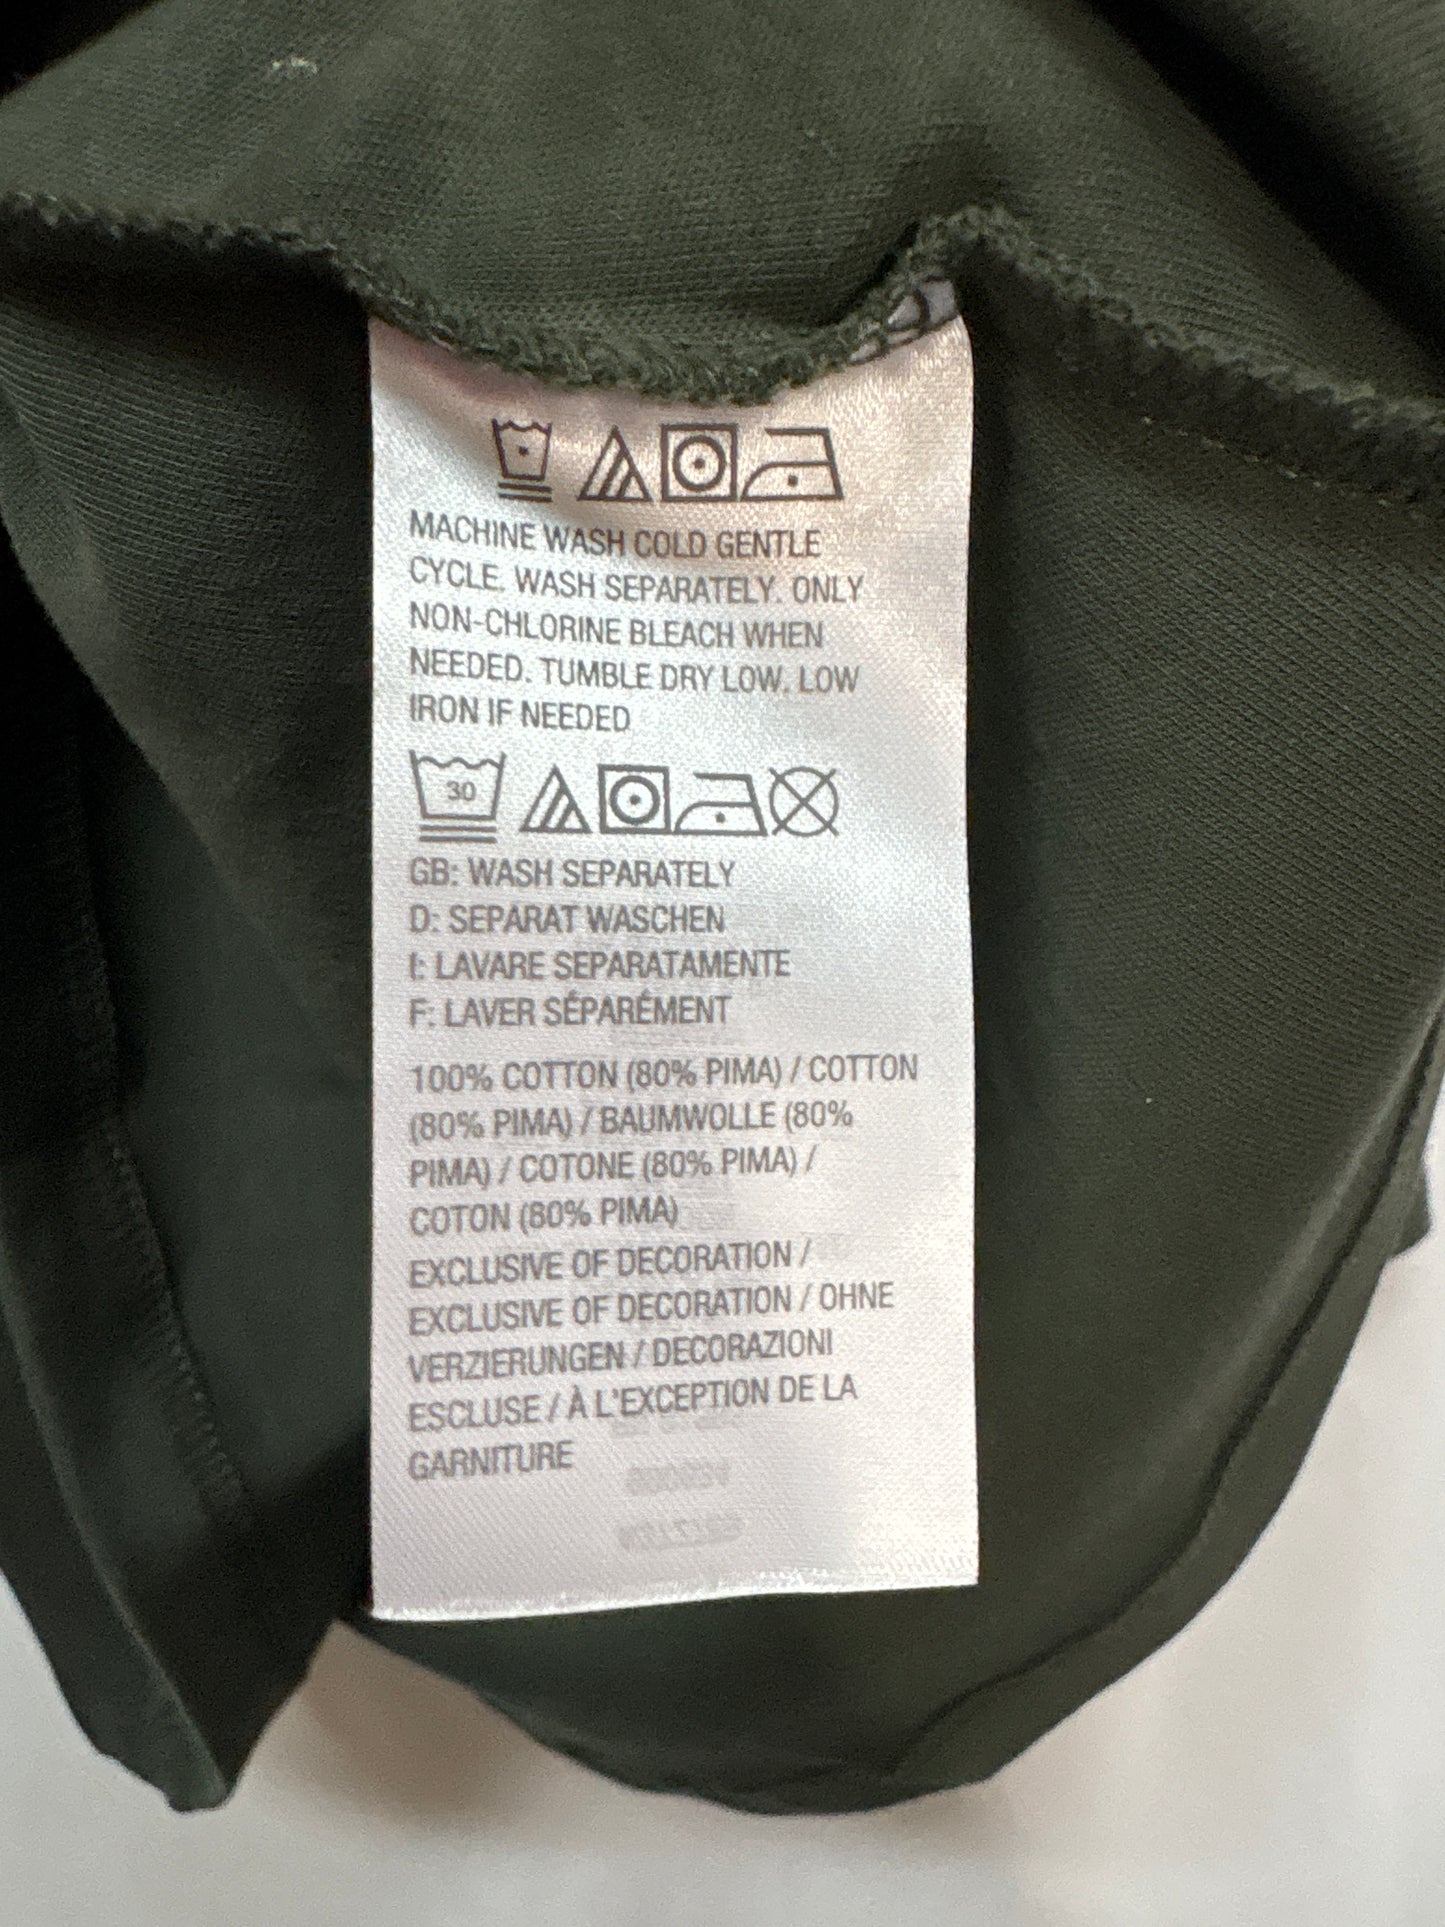 MACHINE WASH COLD GENTLE
CYCLE. WASH SEPARATELY. ONLY
NON-CHLORINE BLEACH WHEN
NEEDED. TUMBLE DRY LOW. LOW
IRON IF NEEDED
30
GB: WASH SEPARATELY
D: SEPARAT WASCHEN
I: LAVARE SEPARATAMENTE
F: LAVER SÉPARÉMENT
100% COTTON (80% PIMA) / COTTON
(80% PIMA) / BAUMWOLLE (80%
PIMA) / COTONE (80% PIMA) /
COTON (80% PIMA)
EXCLUSIVE OF DECORATION /
EXCLUSIVE OF DECORATION / OHNE
VERZIERUNGEN / DECORAZIONI
ESCLUSE / À L'EXCEPTION DE LA
GARNITURE